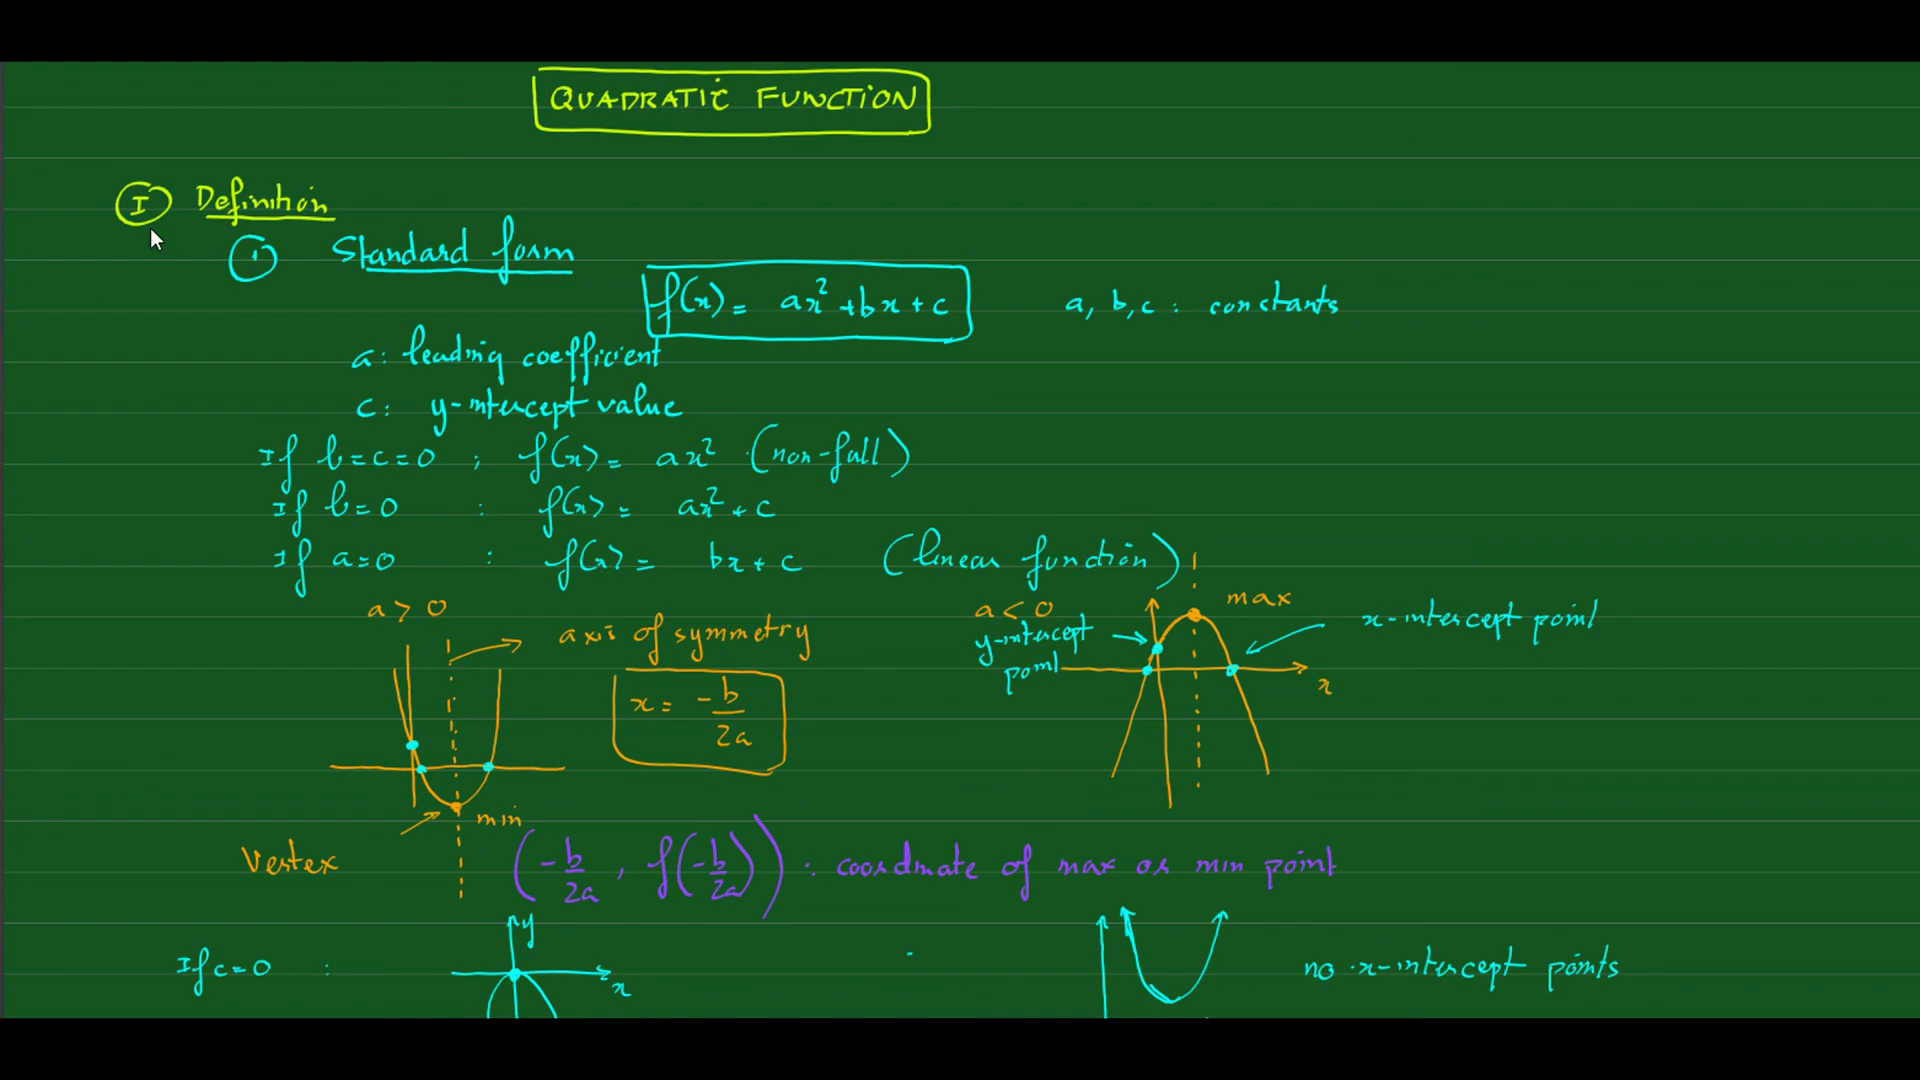 QUADRATIC FUNCTION
I Definition
1 Standard form
f(x) = ax²+bx+c a, b, c : constants
a: leading coefficient
c: y-intercept value
If b=c=0 ; f(x)= ax² (non-full)
If b=0 : f(x)= ax²+c
If a=0 : f(x)= bx+c (linear function)
a > 0 a < 0 max
axis of symmetry y-intercept point x-intercept point
x = -b/2a x
min
Vertex (-b/2a, f(-b/2a)) : coordinate of max or min point
y
If c=0 : x no x-intercept points